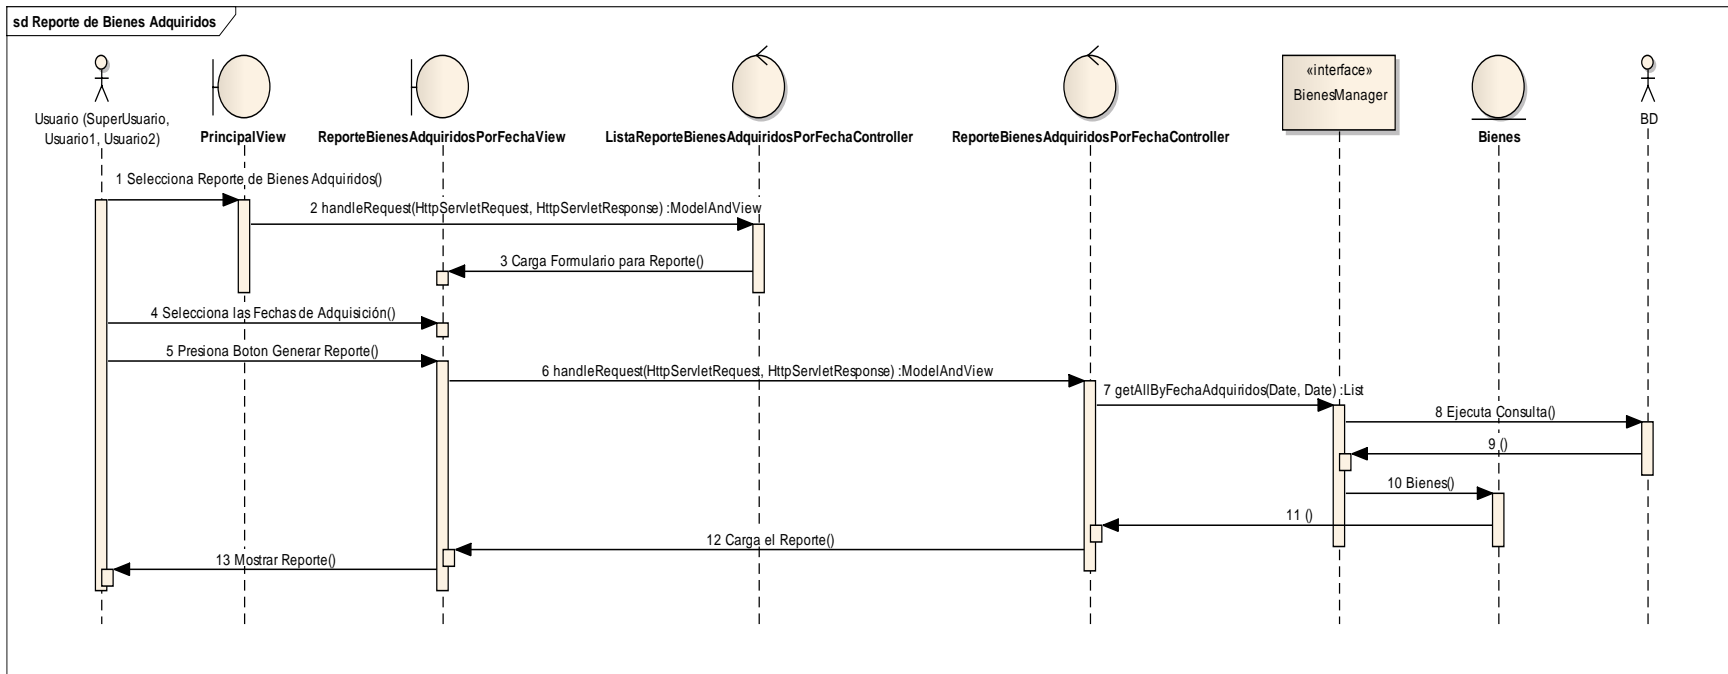 sd Reporte de Bienes Adquiridos
Usuario (SuperUsuario,
Usuario1, Usuario2)
PrincipalView
ReporteBienesAdquiridosPorFechaView
ListaReporteBienesAdquiridosPorFechaController
ReporteBienesAdquiridosPorFechaController
«interface»
BienesManager
Bienes
BD
1 Selecciona Reporte de Bienes Adquiridos()
2 handleRequest(HttpServletRequest, HttpServletResponse) :ModelAndView
3 Carga Formulario para Reporte()
4 Selecciona las Fechas de Adquisición()
5 Presiona Boton Generar Reporte()
6 handleRequest(HttpServletRequest, HttpServletResponse) :ModelAndView
7 getAllByFechaAdquiridos(Date, Date) :List
8 Ejecuta Consulta()
9 ()
10 Bienes()
11 ()
12 Carga el Reporte()
13 Mostrar Reporte()